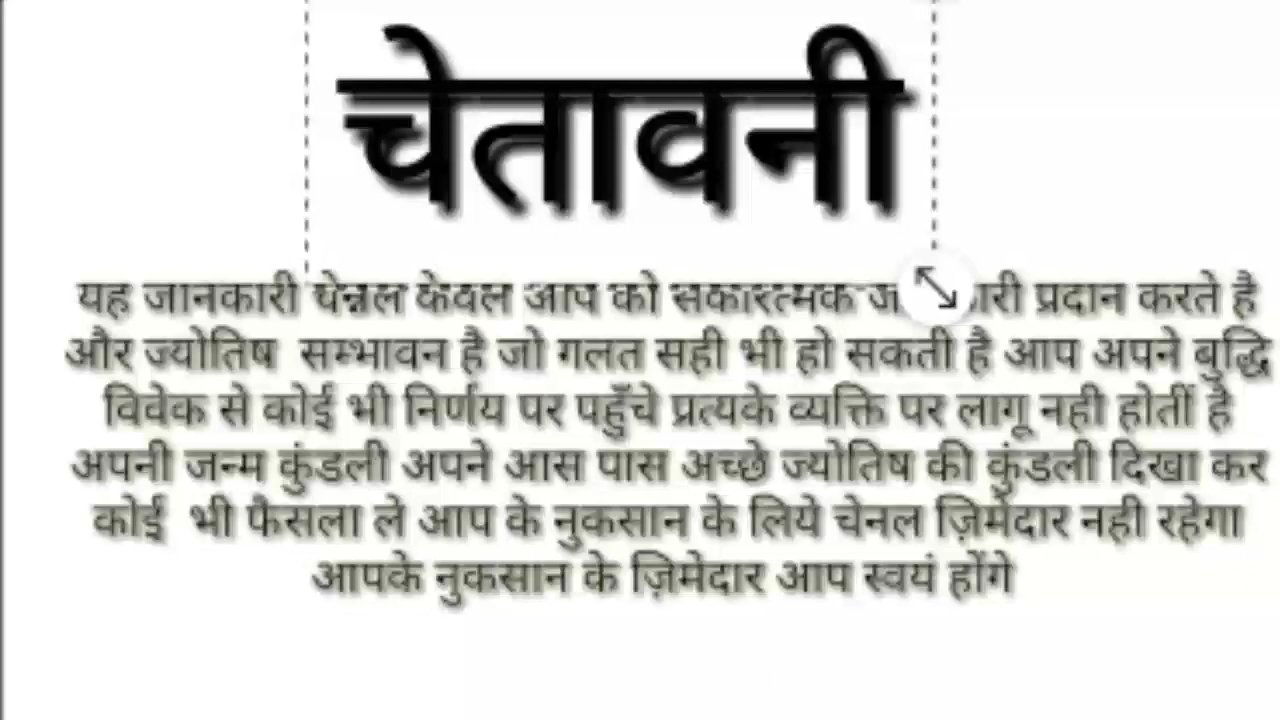 चेतावनी
यह जानकारी चेन्नल केवल आप को सकारत्मक प्रदान करते है
और ज्योतिष सम्भावन है जो गलत सही भी हो सकती है आप अपने बुद्धि
विवेक से कोई भी निर्णय पर पहुँचे प्रत्यके व्यक्ति पर लागू नही होतीं है
अपनी जन्म कुंडली अपने आस पास अच्छे ज्योतिष की कुंडली दिखा कर
कोई भी फैसला ले आप के नुकसान के लिये चेनल ज़िमेदार नही रहेगा
आपके नुकसान के ज़िमेदार आप स्वयं होंगे